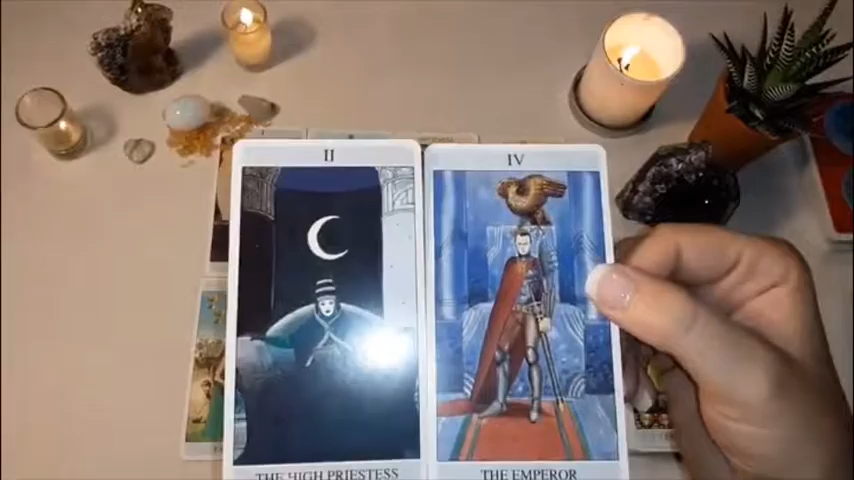 II
IV
THE HIGH PRIESTESS
THE EMPEROR